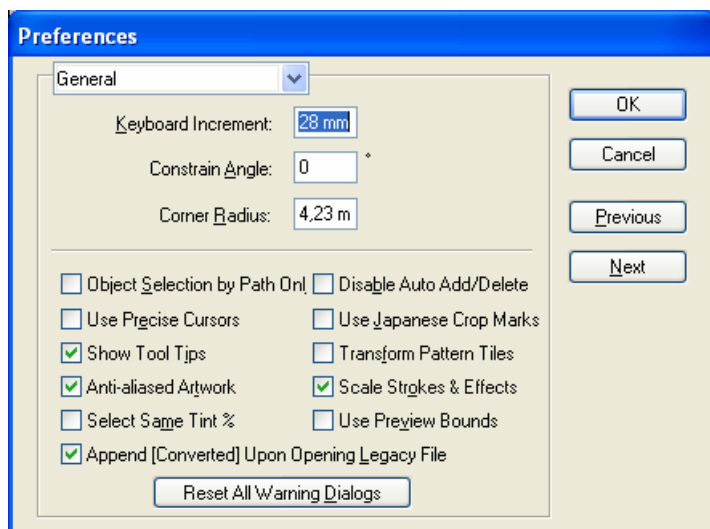 Preferences
General
Keyboard Increment: 28 mm
Constrain Angle: 0 °
Corner Radius: 4,23 m
OK
Cancel
Previous
Next
Object Selection by Path Onl
Disable Auto Add/Delete
Use Precise Cursors
Use Japanese Crop Marks
Show Tool Tips
Transform Pattern Tiles
Anti-aliased Artwork
Scale Strokes & Effects
Select Same Tint %
Use Preview Bounds
Append [Converted] Upon Opening Legacy File
Reset All Warning Dialogs